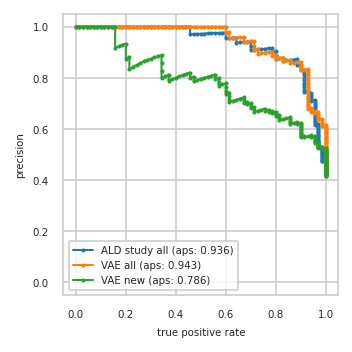 1.0
0.8
0.6
0.4
0.2
0.0
precision
ALD study all (aps: 0.936)
VAE all (aps: 0.943)
VAE new (aps: 0.786)
0.0 0.2 0.4 0.6 0.8 1.0
true positive rate